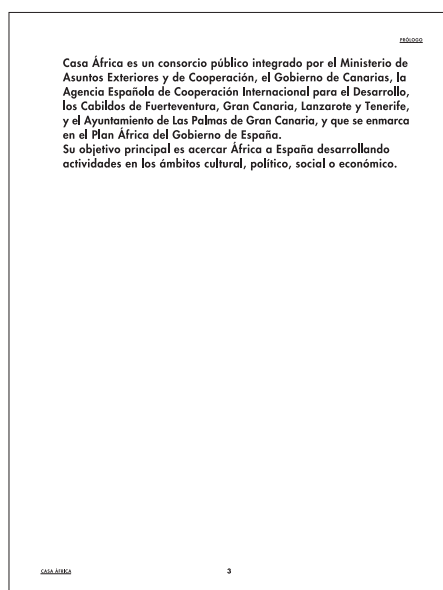 PRÓLOGO
Casa África es un consorcio público integrado por el Ministerio de
Asuntos Exteriores y de Cooperación, el Gobierno de Canarias, la
Agencia Española de Cooperación Internacional para el Desarrollo,
los Cabildos de Fuerteventura, Gran Canaria, Lanzarote y Tenerife,
y el Ayuntamiento de Las Palmas de Gran Canaria, y que se enmarca
en el Plan África del Gobierno de España.
Su objetivo principal es acercar África a España desarrollando
actividades en los ámbitos cultural, político, social o económico.
CASA ÁFRICA
3